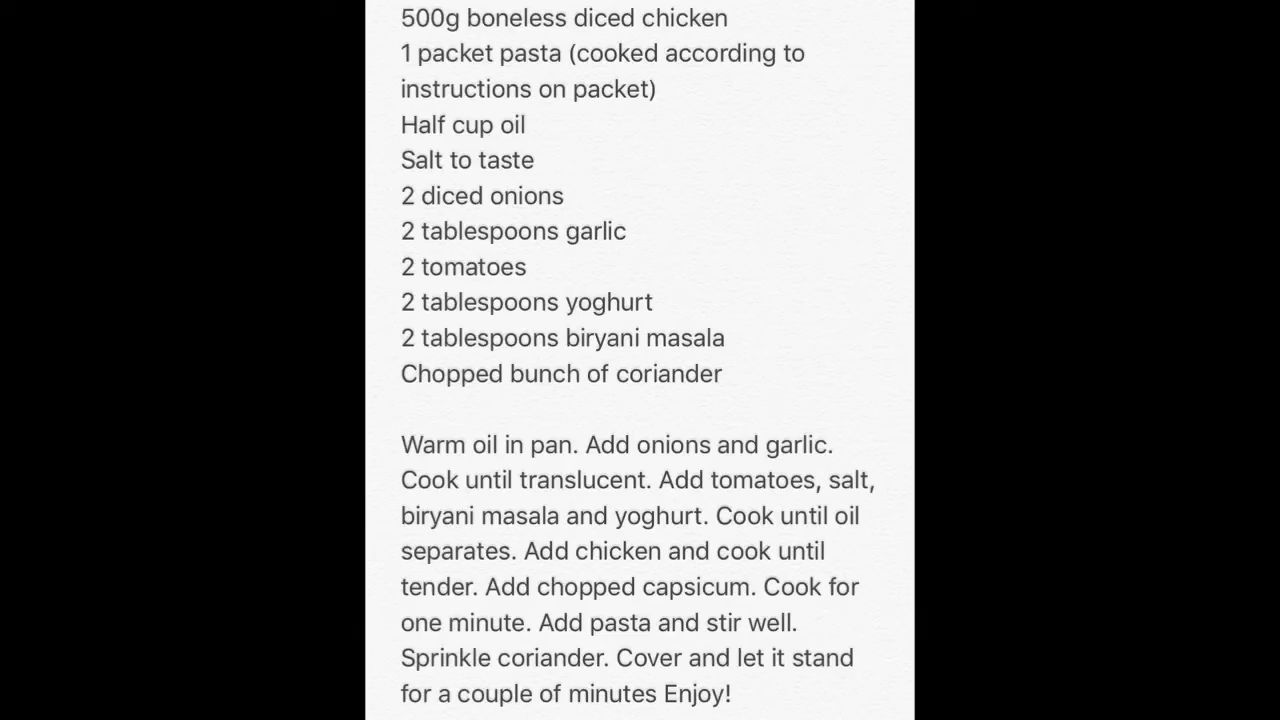 500g boneless diced chicken
1 packet pasta (cooked according to
instructions on packet)
Half cup oil
Salt to taste
2 diced onions
2 tablespoons garlic
2 tomatoes
2 tablespoons yoghurt
2 tablespoons biryani masala
Chopped bunch of coriander
Warm oil in pan. Add onions and garlic.
Cook until translucent. Add tomatoes, salt,
biryani masala and yoghurt. Cook until oil
separates. Add chicken and cook until
tender. Add chopped capsicum. Cook for
one minute. Add pasta and stir well.
Sprinkle coriander. Cover and let it stand
for a couple of minutes Enjoy!